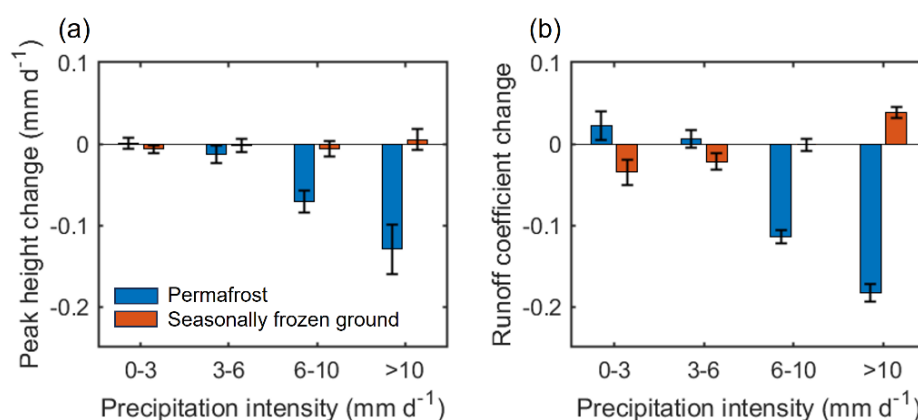 (a)
Peak height change (mm d⁻¹)
0.1
0
-0.1
-0.2
Permafrost
Seasonally frozen ground
0-3
3-6
6-10
>10
Precipitation intensity (mm d⁻¹)
(b)
Runoff coefficient change
0.1
0
-0.1
-0.2
0-3
3-6
6-10
>10
Precipitation intensity (mm d⁻¹)